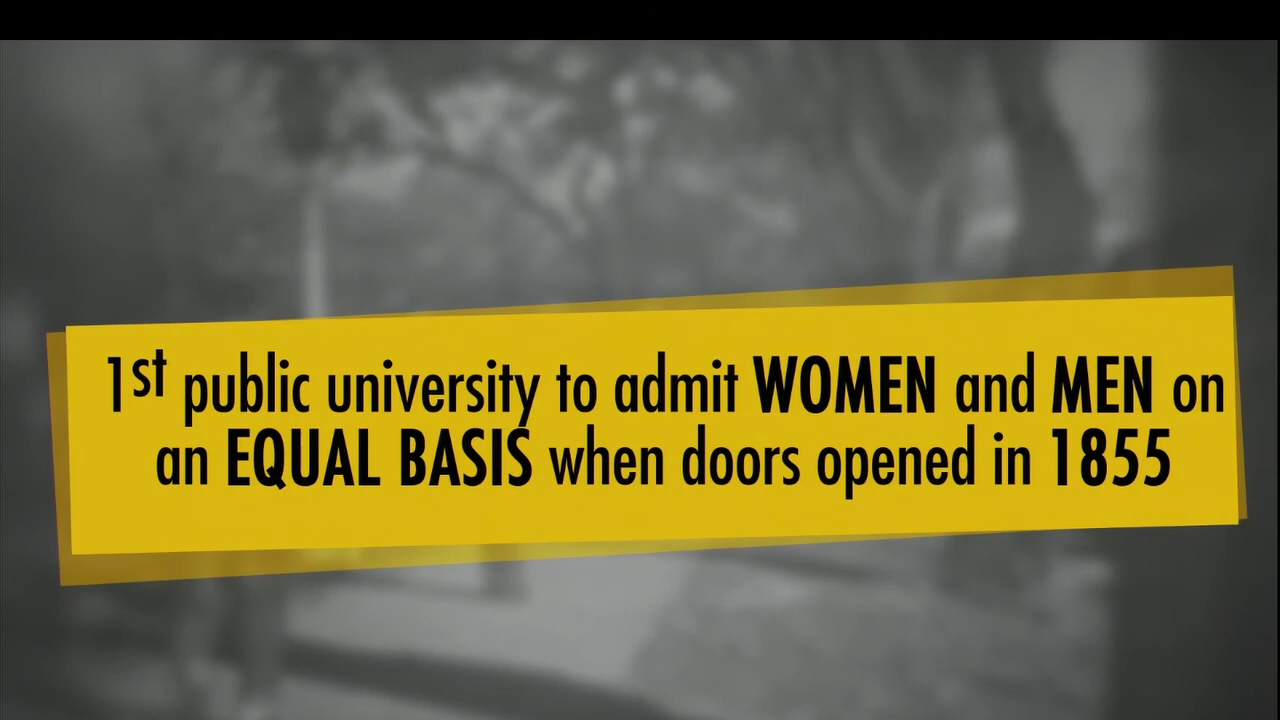 1st public university to admit WOMEN and MEN on
an EQUAL BASIS when doors opened in 1855